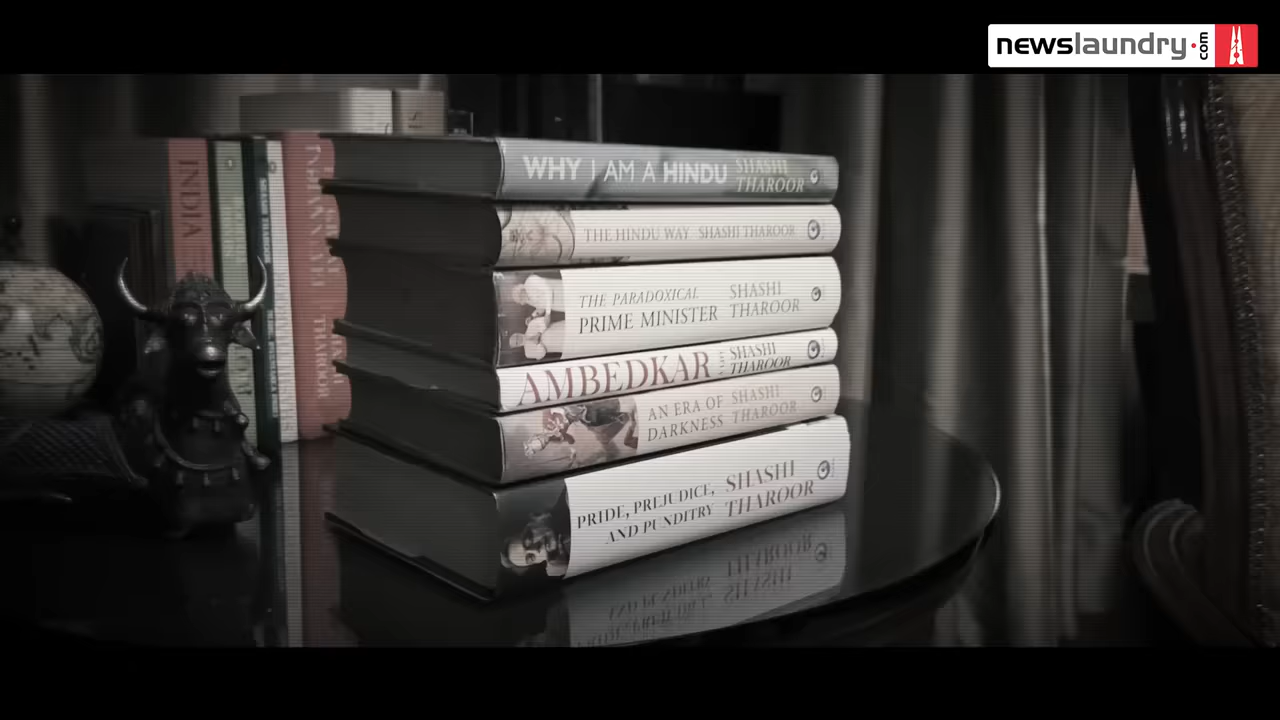 newslaundry.com
WHY I AM A HINDU SHASHI THAROOR
THE HINDU WAY SHASHI THAROOR
THE PARADOXICAL PRIME MINISTER SHASHI THAROOR
AMBEDKAR SHASHI THAROOR
AN ERA OF DARKNESS SHASHI THAROOR
PRIDE, PREJUDICE, AND PUNDITRY SHASHI THAROOR
INDIA
THAROOR